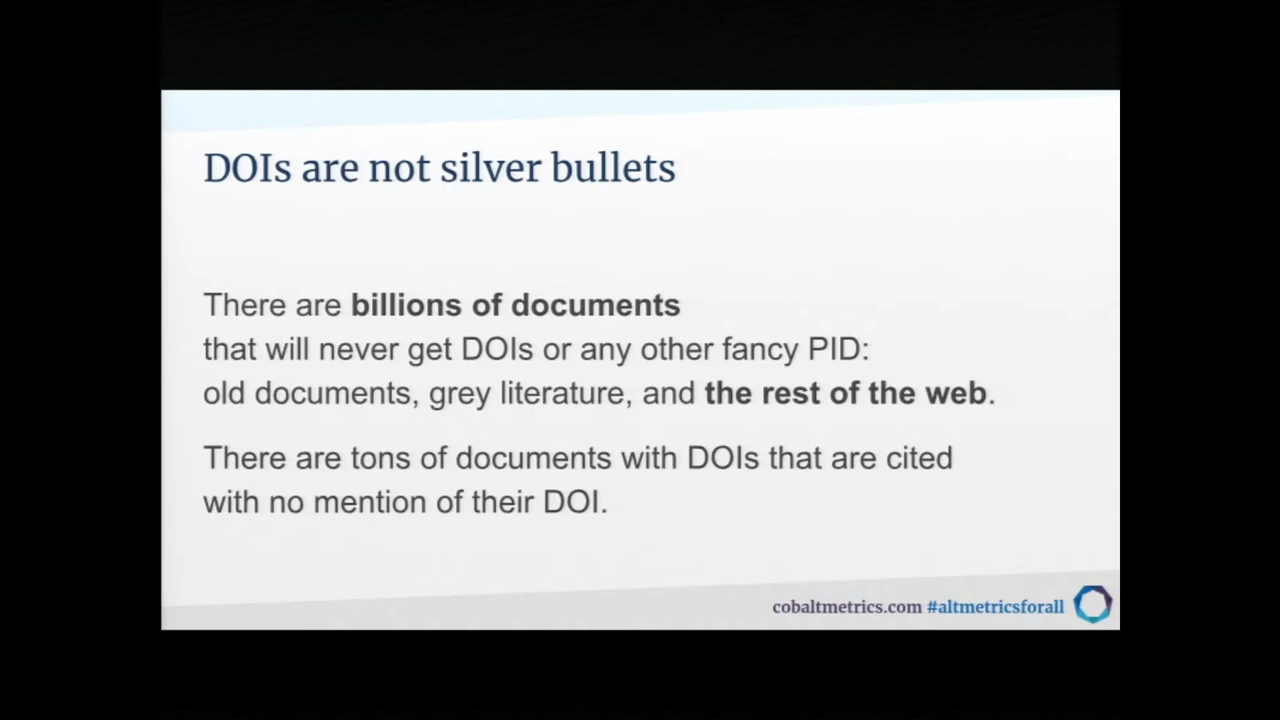 DOIs are not silver bullets
There are billions of documents
that will never get DOIs or any other fancy PID:
old documents, grey literature, and the rest of the web.
There are tons of documents with DOIs that are cited
with no mention of their DOI.
cobaltmetrics.com #altmetricsforall